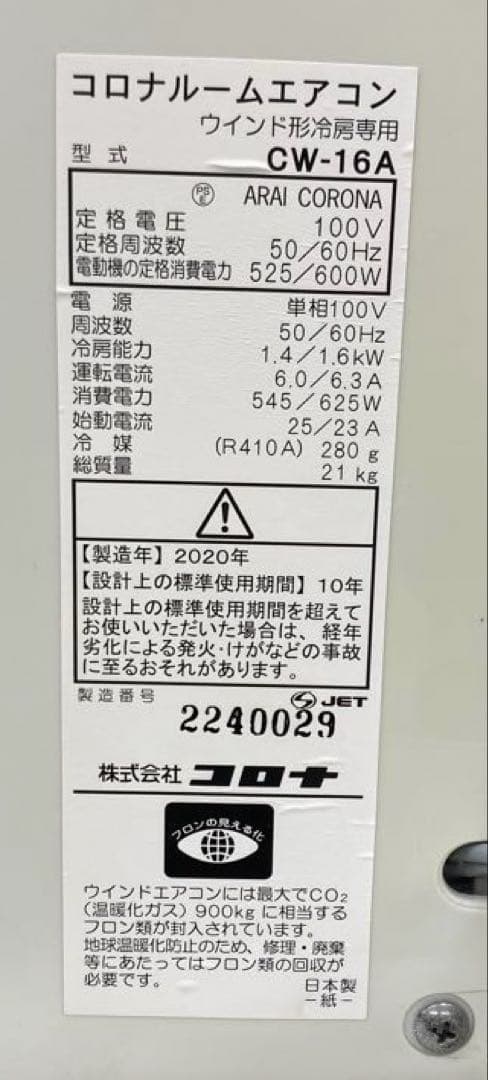 コロナルームエアコン
ウインド形冷房専用
型式 CW-16A
PS E ARAI CORONA
定格電圧 100V
定格周波数 50/60Hz
電動機の定格消費電力 525/600W
電源 単相100V
周波数 50/60Hz
冷房能力 1.4/1.6kW
運転電流 6.0/6.3A
消費電力 545/625W
始動電流 25/23A
冷媒 (R410A) 280g
総質量 21kg
【製造年】2020年
【設計上の標準使用期間】10年
設計上の標準使用期間を超えて
お使いいただいた場合は、経年
劣化による発火・けがなどの事故
に至るおそれがあります。
製造番号 JET
2240029
株式会社 コロナ
フロンの見える化
ウインドエアコンには最大でCO₂
(温暖化ガス)900kgに相当する
フロン類が封入されています。
地球温暖化防止のため、修理・廃棄
等にあたってはフロン類の回収が
必要です。
日本製
-紙-